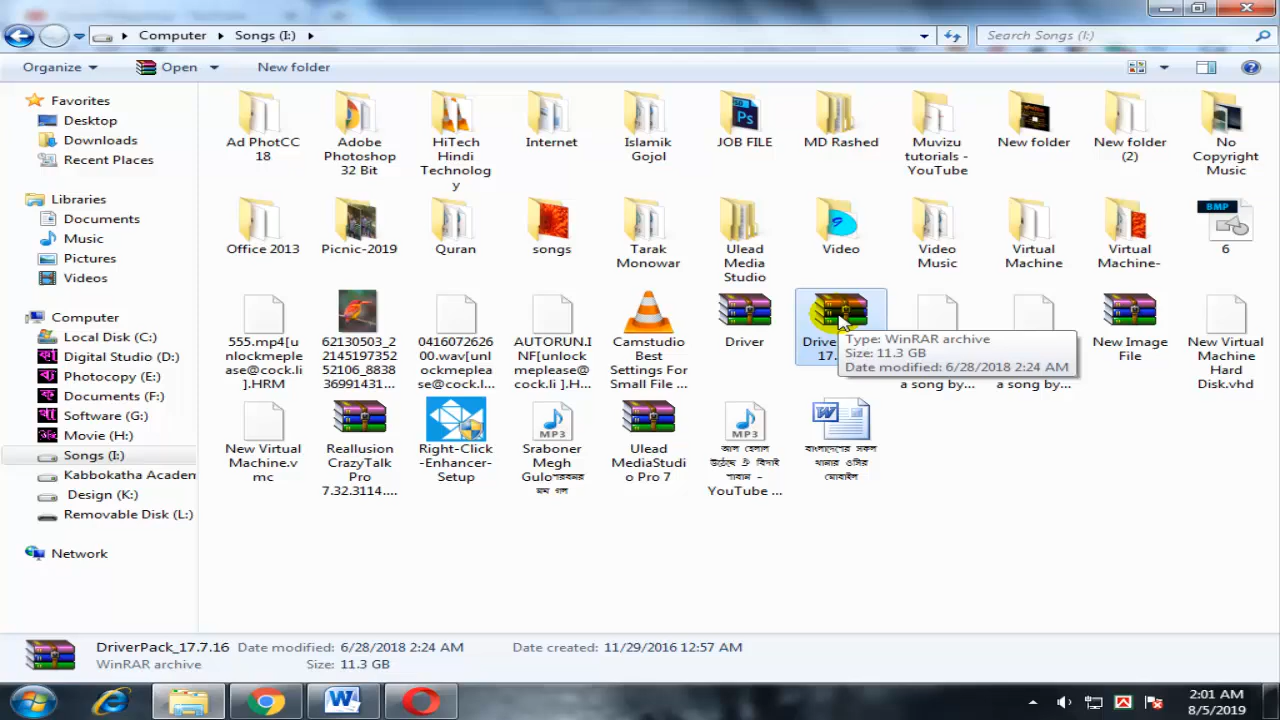 Computer ▸ Songs (I:) ▸
Search Songs (I:)
Organize
Open
New folder
Favorites
Desktop
Downloads
Recent Places
Libraries
Documents
Music
Pictures
Videos
Computer
Local Disk (C:)
Digital Studio (D:)
Photocopy (E:)
Documents (F:)
Software (G:)
Movie (H:)
Songs (I:)
Kabbokatha Academ
Design (K:)
Removable Disk (L:)
Network
Ad PhotCC
18
Adobe
Photoshop
32 Bit
HiTech
Hindi
Technolog
y
Internet
Islamik
Gojol
JOB FILE
MD Rashed
Muvizu
tutorials -
YouTube
New folder
New folder
(2)
No
Copyright
Music
Office 2013
Picnic-2019
Quran
songs
Tarak
Monowar
Ulead
Media
Studio
Video
Video
Music
Virtual
Machine
Virtual
Machine-
BMP
6
555.mp4[u
nlockmeple
ase@cock.l
i].HRM
62130503_2
22145197352
52106_8838
36991431...
0416072626
00.wav[unl
ockmeplea
se@cock.l...
AUTORUN.I
NF[unlock
meplease@
cock.li ].H...
Camstudio
Best
Settings For
Small File ...
Driver
Drive
17.
a song by...
a song by...
New Image
File
New Virtual
Machine
Hard
Disk.vhd
Type: WinRAR archive
Size: 11.3 GB
Date modified: 6/28/2018 2:24 AM
New Virtual
Machine.v
mc
Reallusion
CrazyTalk
Pro
7.32.3114....
Right-Click
-Enhancer-
Setup
MP3
Sraboner
Megh
Gulo
Ulead
MediaStudi
o Pro 7
MP3
YouTube ...
বাংলাদেশের সকল
থানার ওসির
মোবাইল
DriverPack_17.7.16 Date modified: 6/28/2018 2:24 AM Date created: 11/29/2016 12:57 AM
WinRAR archive Size: 11.3 GB
2:01 AM
8/5/2019